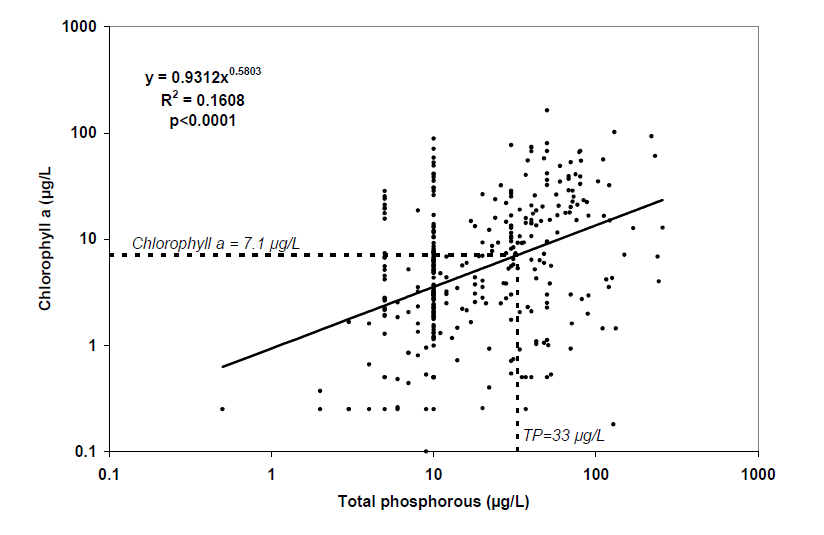 1000
y = 0.9312x^0.5803
R² = 0.1608
p<0.0001
100
Chlorophyll a (µg/L
10
Chlorophyll a = 7.1 µg/L
1
TP=33 µg/L
0.1
0.1 1 10 100 1000
Total phosphorous (µg/L)